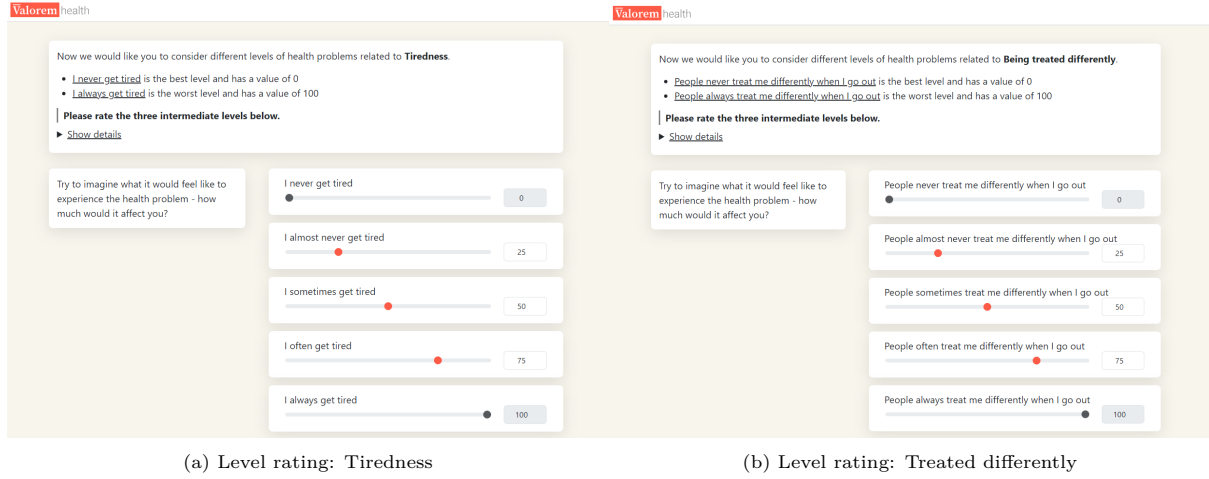 Valorem health
Now we would like you to consider different levels of health problems related to Tiredness.
• I never get tired is the best level and has a value of 0
• I always get tired is the worst level and has a value of 100
Please rate the three intermediate levels below.
▶ Show details
Try to imagine what it would feel like to
experience the health problem - how
much would it affect you?
I never get tired
0
I almost never get tired
25
I sometimes get tired
50
I often get tired
75
I always get tired
100
(a) Level rating: Tiredness
Valorem health
Now we would like you to consider different levels of health problems related to Being treated differently.
• People never treat me differently when I go out is the best level and has a value of 0
• People always treat me differently when I go out is the worst level and has a value of 100
Please rate the three intermediate levels below.
▶ Show details
Try to imagine what it would feel like to
experience the health problem - how
much would it affect you?
People never treat me differently when I go out
0
People almost never treat me differently when I go out
25
People sometimes treat me differently when I go out
50
People often treat me differently when I go out
75
People always treat me differently when I go out
100
(b) Level rating: Treated differently